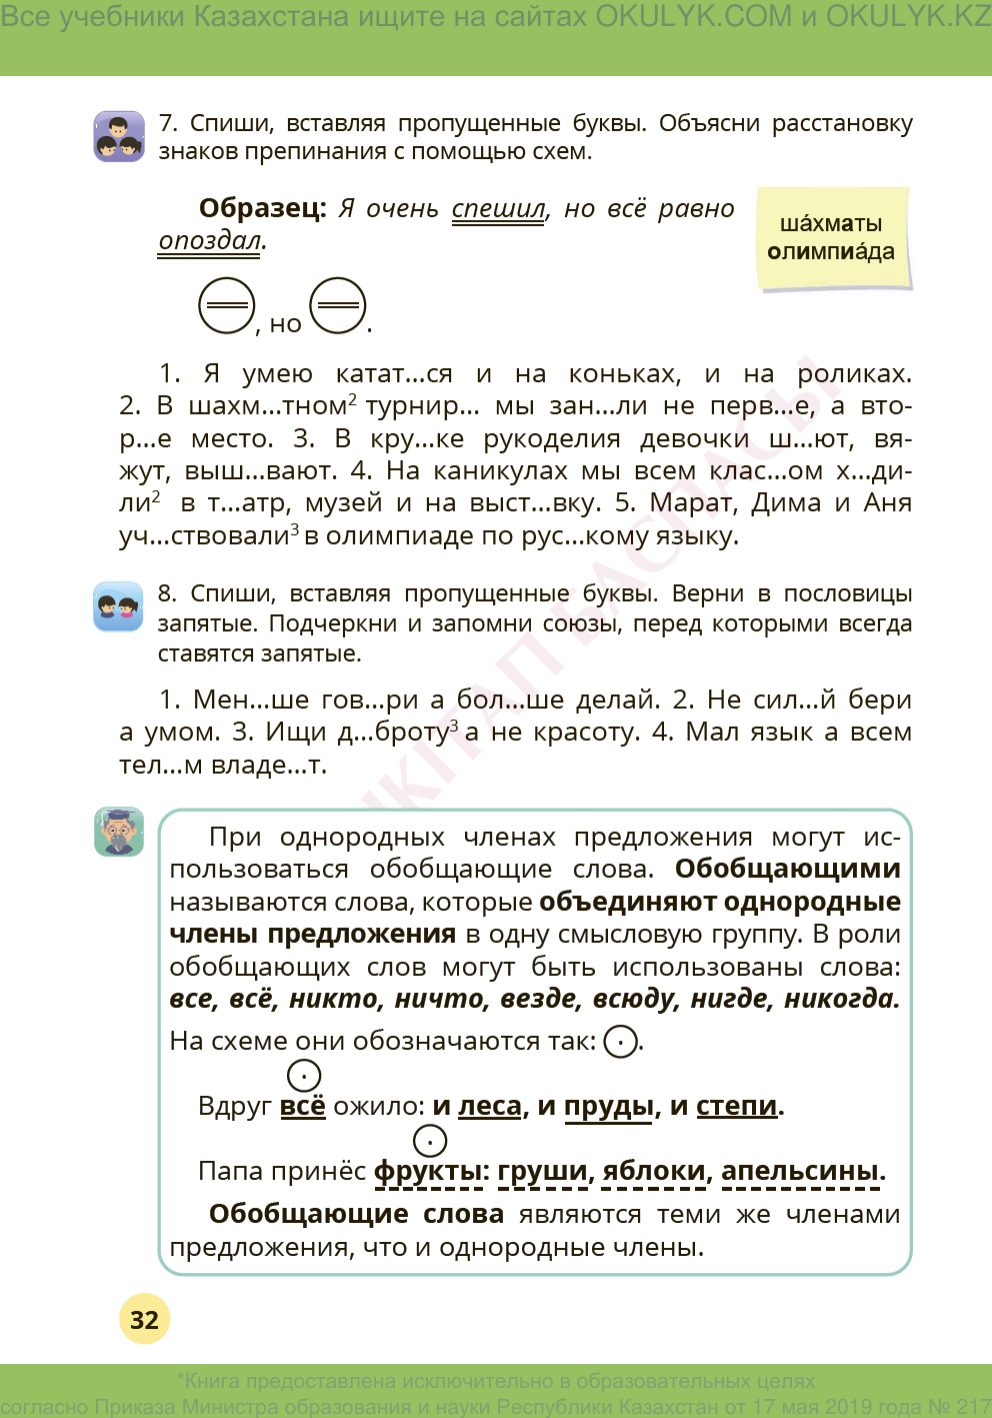 Все учебники Казахстана ищите на сайтах OKULYK.COM и OKULYK.KZ
7. Спиши, вставляя пропущенные буквы. Объясни расстановку
знаков препинания с помощью схем.
Образец: Я очень спешил, но всё равно
опоздал.
ша́хматы
олимпиа́да
, но .
1. Я умею катат...ся и на коньках, и на роликах.
2. В шахм...тном² турнир... мы зан...ли не перв...е, а вто-
р...е место. 3. В кру...ке рукоделия девочки ш...ют, вя-
жут, выш...вают. 4. На каникулах мы всем клас...ом х...ди-
ли² в т...атр, музей и на выст...вку. 5. Марат, Дима и Аня
уч...ствовали³ в олимпиаде по рус...кому языку.
8. Спиши, вставляя пропущенные буквы. Верни в пословицы
запятые. Подчеркни и запомни союзы, перед которыми всегда
ставятся запятые.
1. Мен...ше гов...ри а бол...ше делай. 2. Не сил...й бери
а умом. 3. Ищи д...броту³ а не красоту. 4. Мал язык а всем
тел...м владе...т.
При однородных членах предложения могут ис-
пользоваться обобщающие слова. Обобщающими
называются слова, которые объединяют однородные
члены предложения в одну смысловую группу. В роли
обобщающих слов могут быть использованы слова:
все, всё, никто, ничто, везде, всюду, нигде, никогда.
На схеме они обозначаются так: .
Вдруг всё ожило: и леса, и пруды, и степи.
Папа принёс фрукты: груши, яблоки, апельсины.
Обобщающие слова являются теми же членами
предложения, что и однородные члены.
32
*Книга предоставлена исключительно в образовательных целях
согласно Приказа Министра образования и науки Республики Казахстан от 17 мая 2019 года № 217